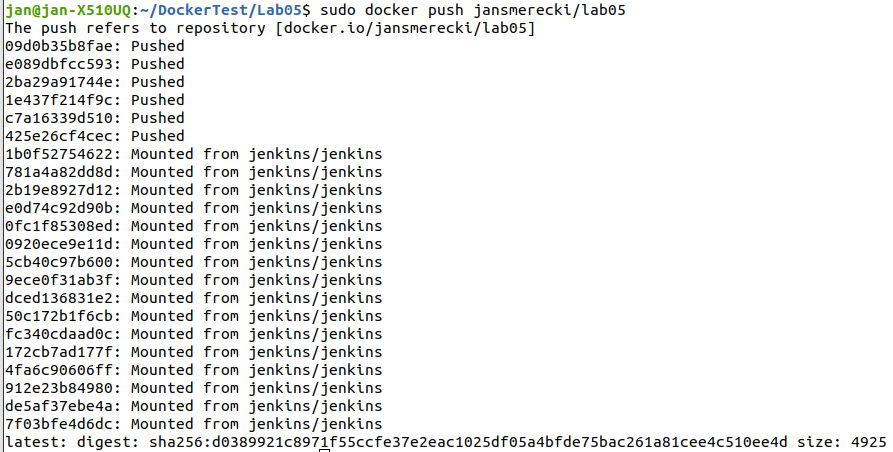 jan@jan-X510UQ:~/DockerTest/Lab05$ sudo docker push jansmerecki/lab05
The push refers to repository [docker.io/jansmerecki/lab05]
09d0b35b8fae: Pushed
e089dbfcc593: Pushed
2ba29a91744e: Pushed
1e437f214f9c: Pushed
c7a16339d510: Pushed
425e26cf4cec: Pushed
1b0f52754622: Mounted from jenkins/jenkins
781a4a82dd8d: Mounted from jenkins/jenkins
2b19e8927d12: Mounted from jenkins/jenkins
e0d74c92d90b: Mounted from jenkins/jenkins
0fc1f85308ed: Mounted from jenkins/jenkins
0920ece9e11d: Mounted from jenkins/jenkins
5cb40c97b600: Mounted from jenkins/jenkins
9ece0f31ab3f: Mounted from jenkins/jenkins
dced136831e2: Mounted from jenkins/jenkins
50c172b1f6cb: Mounted from jenkins/jenkins
fc340cdaad0c: Mounted from jenkins/jenkins
172cb7ad177f: Mounted from jenkins/jenkins
4fa6c90606ff: Mounted from jenkins/jenkins
912e23b84980: Mounted from jenkins/jenkins
de5af37ebe4a: Mounted from jenkins/jenkins
7f03bfe4d6dc: Mounted from jenkins/jenkins
latest: digest: sha256:d0389921c8971f55ccfe37e2eac1025df05a4bfde75bac261a81cee4c510ee4d size: 4925